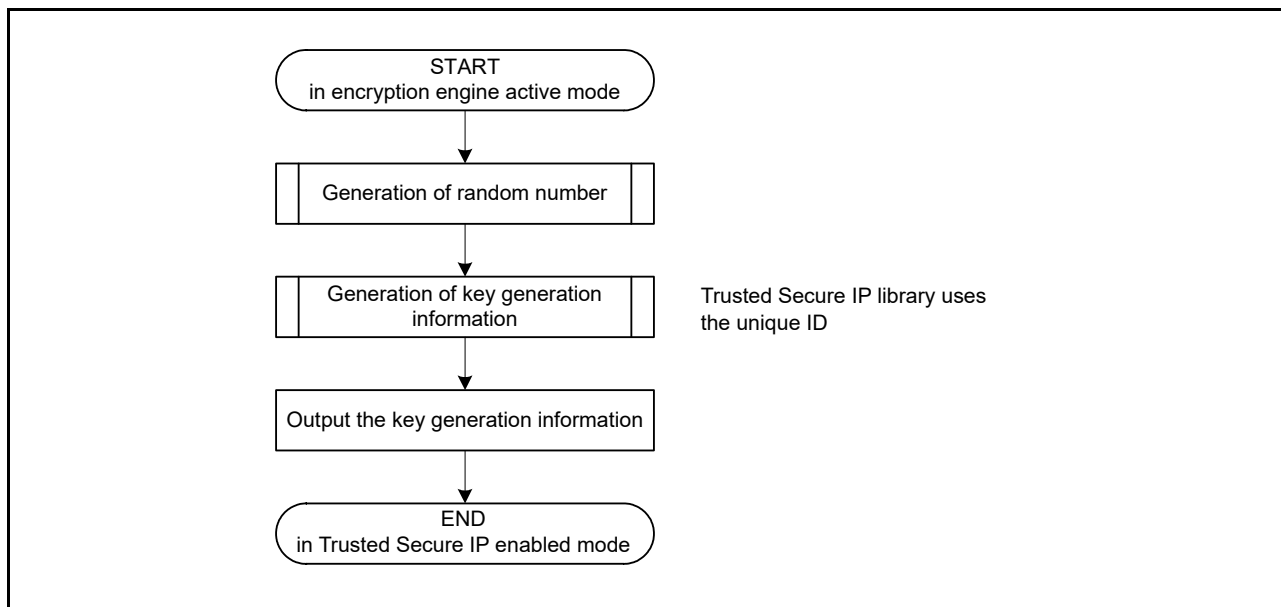 START
in encryption engine active mode
Generation of random number
Generation of key generation
information
Trusted Secure IP library uses
the unique ID
Output the key generation information
END
in Trusted Secure IP enabled mode